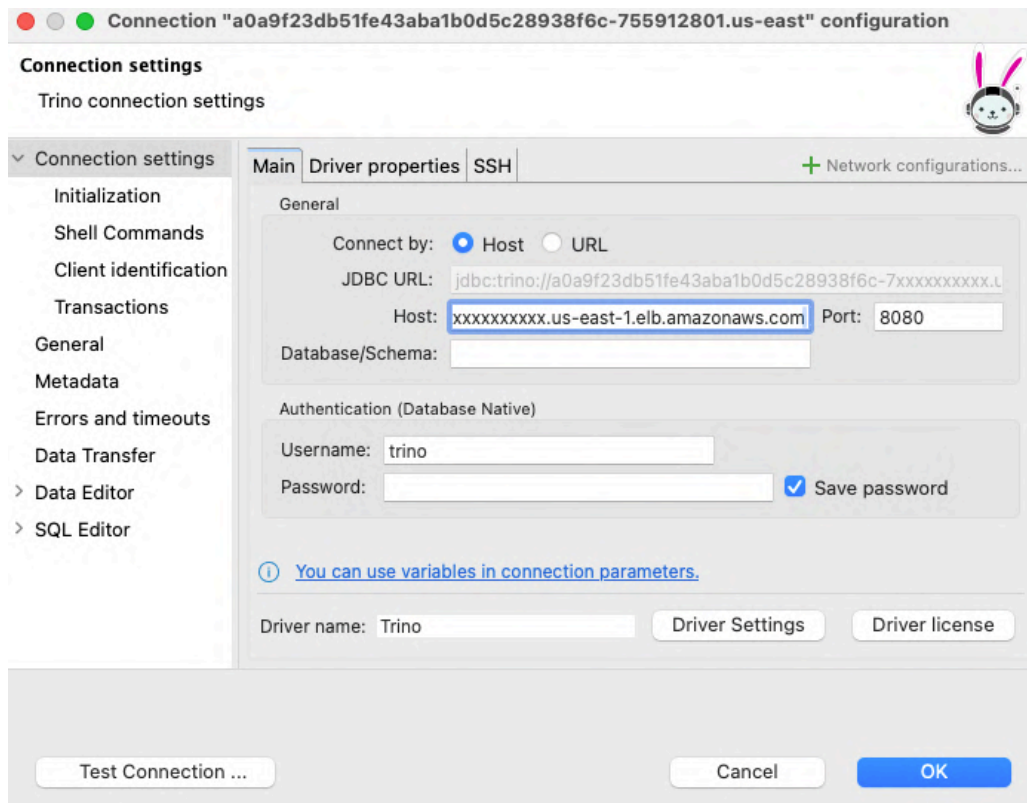 Connection "a0a9f23db51fe43aba1b0d5c28938f6c-755912801.us-east" configuration
Connection settings
Trino connection settings
Connection settings
Initialization
Shell Commands
Client identification
Transactions
General
Metadata
Errors and timeouts
Data Transfer
Data Editor
SQL Editor
Main Driver properties SSH + Network configurations...
General
Connect by: Host URL
JDBC URL: jdbc:trino://a0a9f23db51fe43aba1b0d5c28938f6c-7xxxxxxxxxx.u
Host: xxxxxxxxxx.us-east-1.elb.amazonaws.com Port: 8080
Database/Schema:
Authentication (Database Native)
Username: trino
Password: Save password
You can use variables in connection parameters.
Driver name: Trino Driver Settings Driver license
Test Connection ... Cancel OK